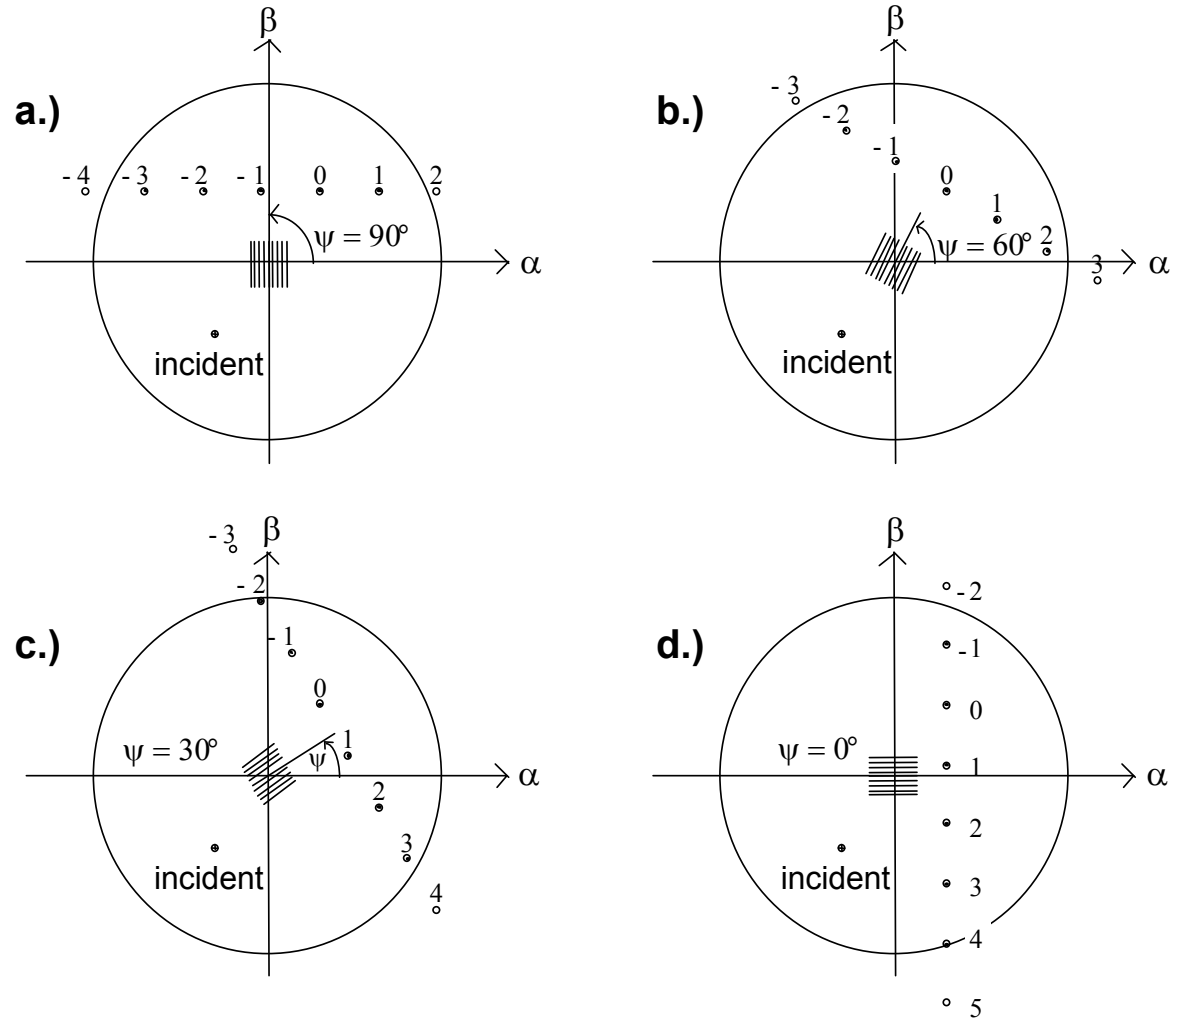 β
a.)
- 4 - 3 - 2 - 1 0 1 2
ψ = 90°
α
incident
β
b.)
- 3
- 2
- 1
0
1
2
3
ψ = 60°
α
incident
β
c.)
- 3
- 2
- 1
0
1
2
3
4
ψ = 30°
ψ
α
incident
β
d.)
- 2
- 1
0
1
2
3
4
5
ψ = 0°
α
incident